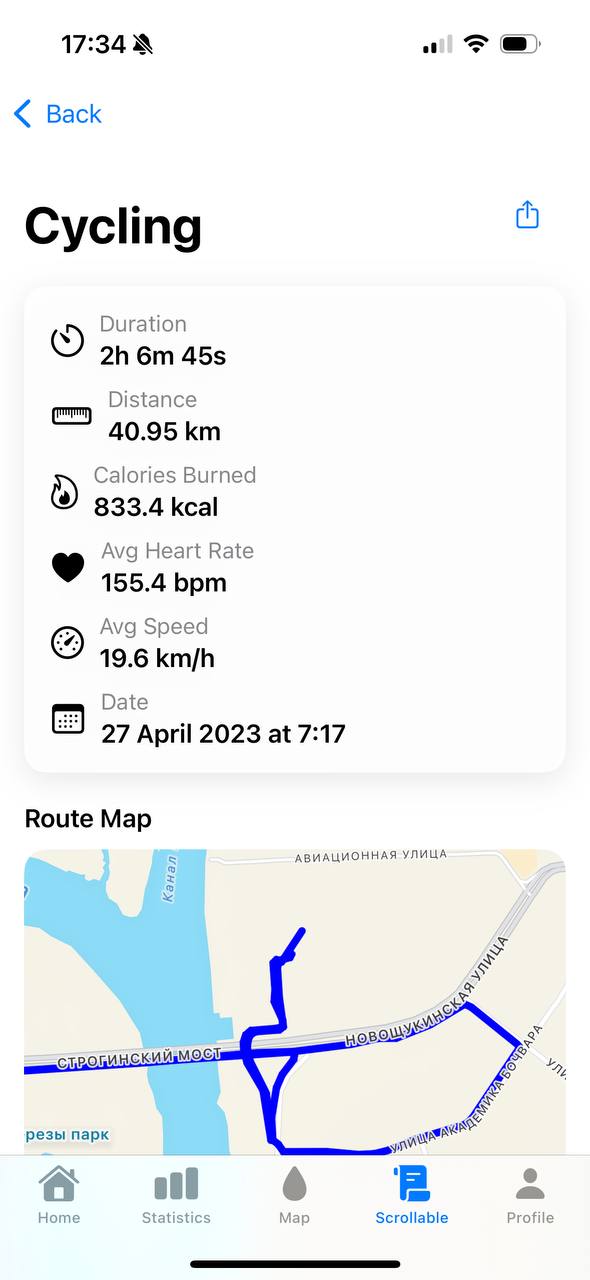 17:34
Back
Cycling
Duration
2h 6m 45s
Distance
40.95 km
Calories Burned
833.4 kcal
Avg Heart Rate
155.4 bpm
Avg Speed
19.6 km/h
Date
27 April 2023 at 7:17
Route Map
АВИАЦИОННАЯ УЛИЦА
Канал
НОВОЩУКИНСКАЯ УЛИЦА
СТРОГИНСКИЙ МОСТ
УЛИЦА АКАДЕМИКА БОЧВАРА
резы парк
Home
Statistics
Map
Scrollable
Profile